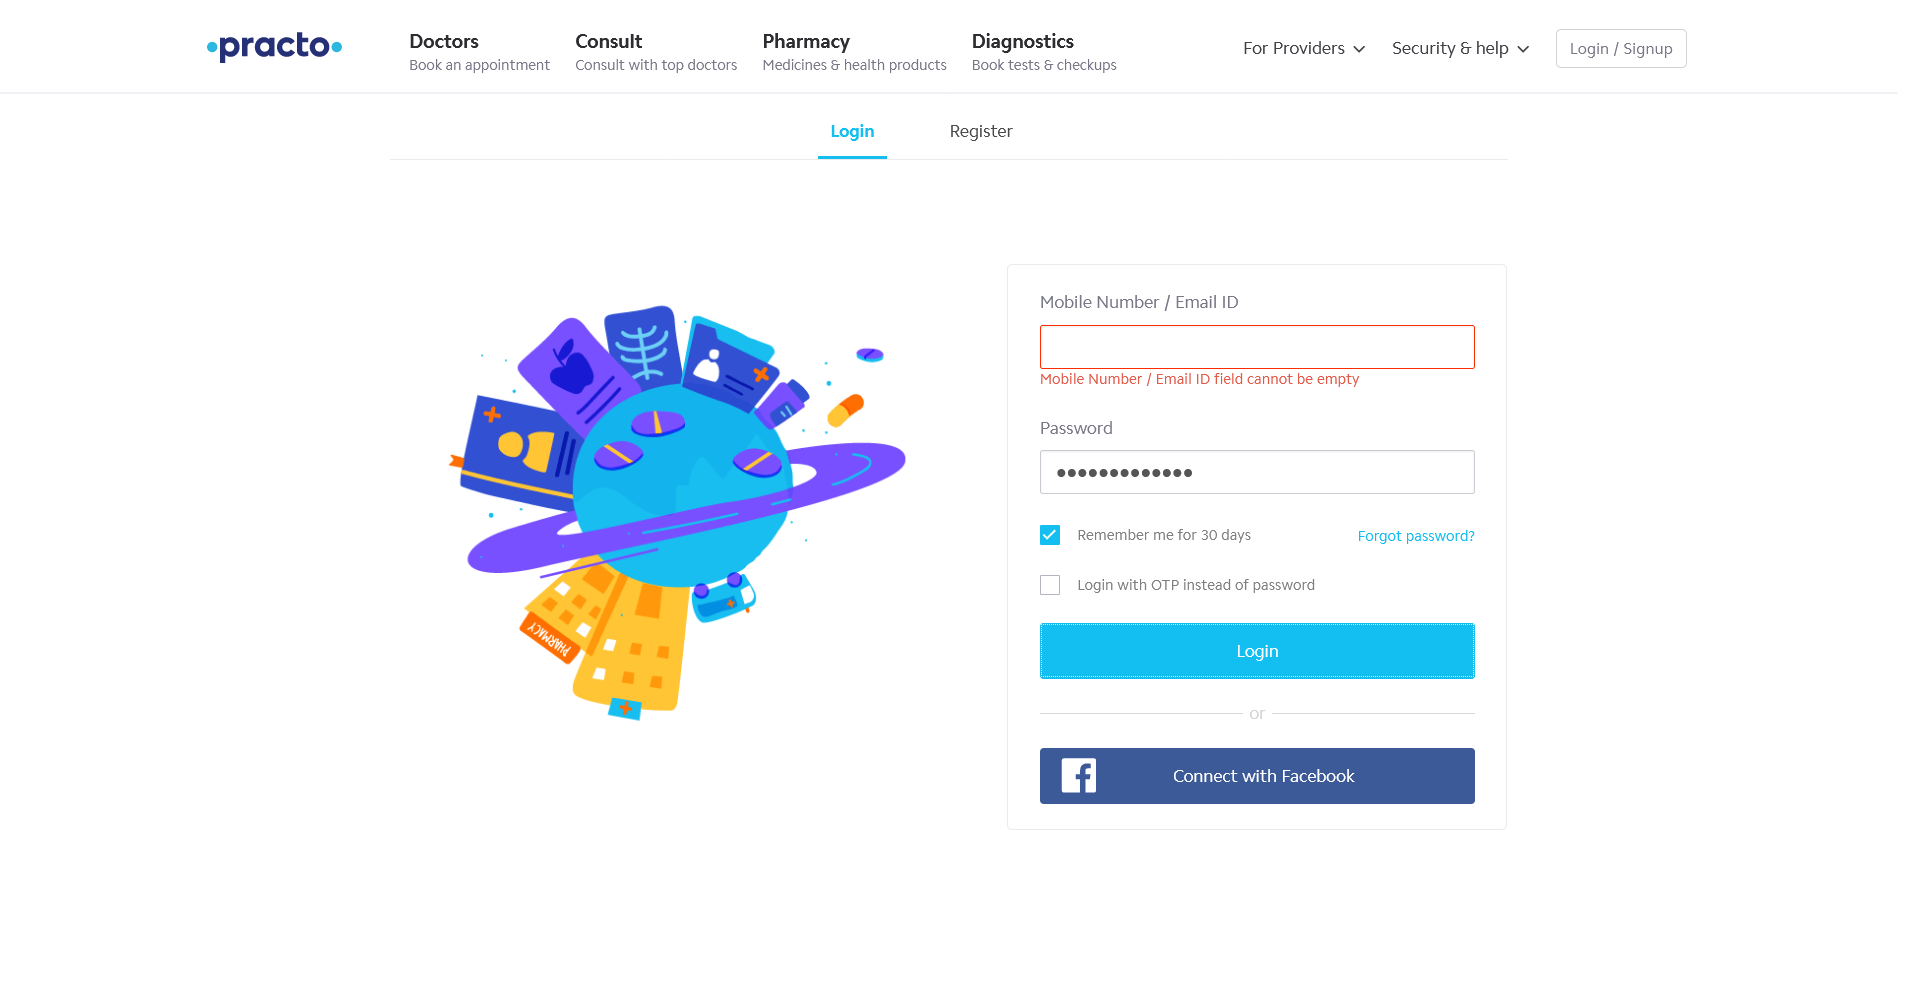 practo
Doctors
Book an appointment
Consult
Consult with top doctors
Pharmacy
Medicines & health products
Diagnostics
Book tests & checkups
For Providers
Security & help
Login / Signup
Login
Register
PHARMACY
Mobile Number / Email ID
Mobile Number / Email ID field cannot be empty
Password
•••••••••••••
Remember me for 30 days
Forgot password?
Login with OTP instead of password
Login
or
Connect with Facebook